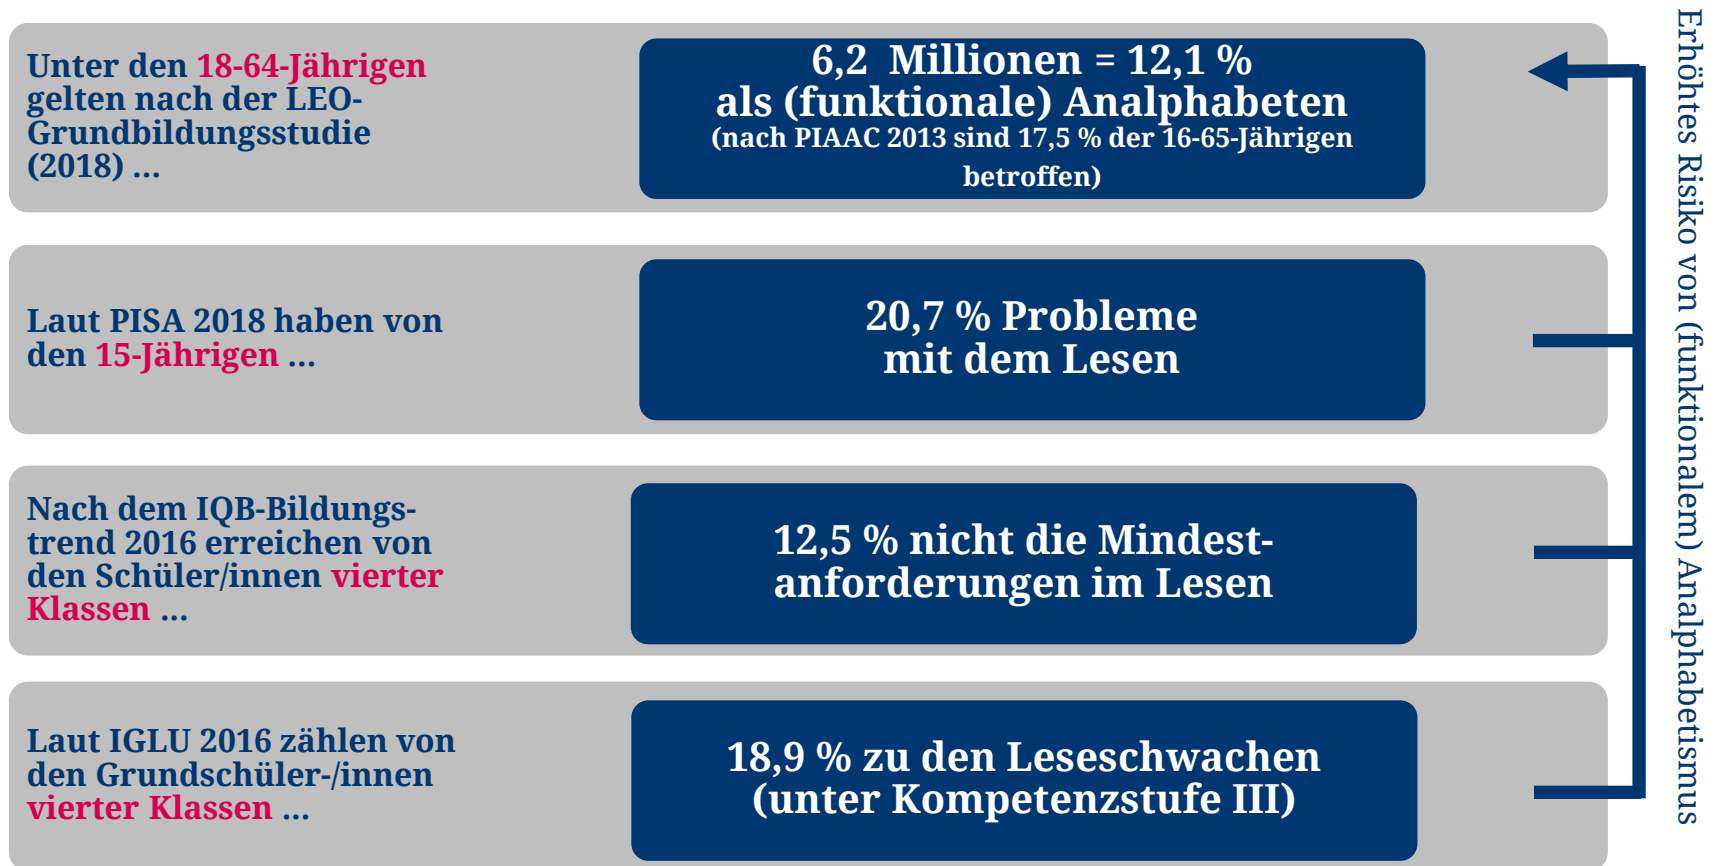 Unter den 18-64-Jährigen
gelten nach der LEO-
Grundbildungsstudie
(2018) ...
6,2 Millionen = 12,1 %
als (funktionale) Analphabeten
(nach PIAAC 2013 sind 17,5 % der 16-65-Jährigen
betroffen)
Laut PISA 2018 haben von
den 15-Jährigen ...
20,7 % Probleme
mit dem Lesen
Nach dem IQB-Bildungs-
trend 2016 erreichen von
den Schüler/innen vierter
Klassen ...
12,5 % nicht die Mindest-
anforderungen im Lesen
Laut IGLU 2016 zählen von
den Grundschüler-/innen
vierter Klassen ...
18,9 % zu den Leseschwachen
(unter Kompetenzstufe III)
Erhöhtes Risiko von (funktionalem) Analphabetismus